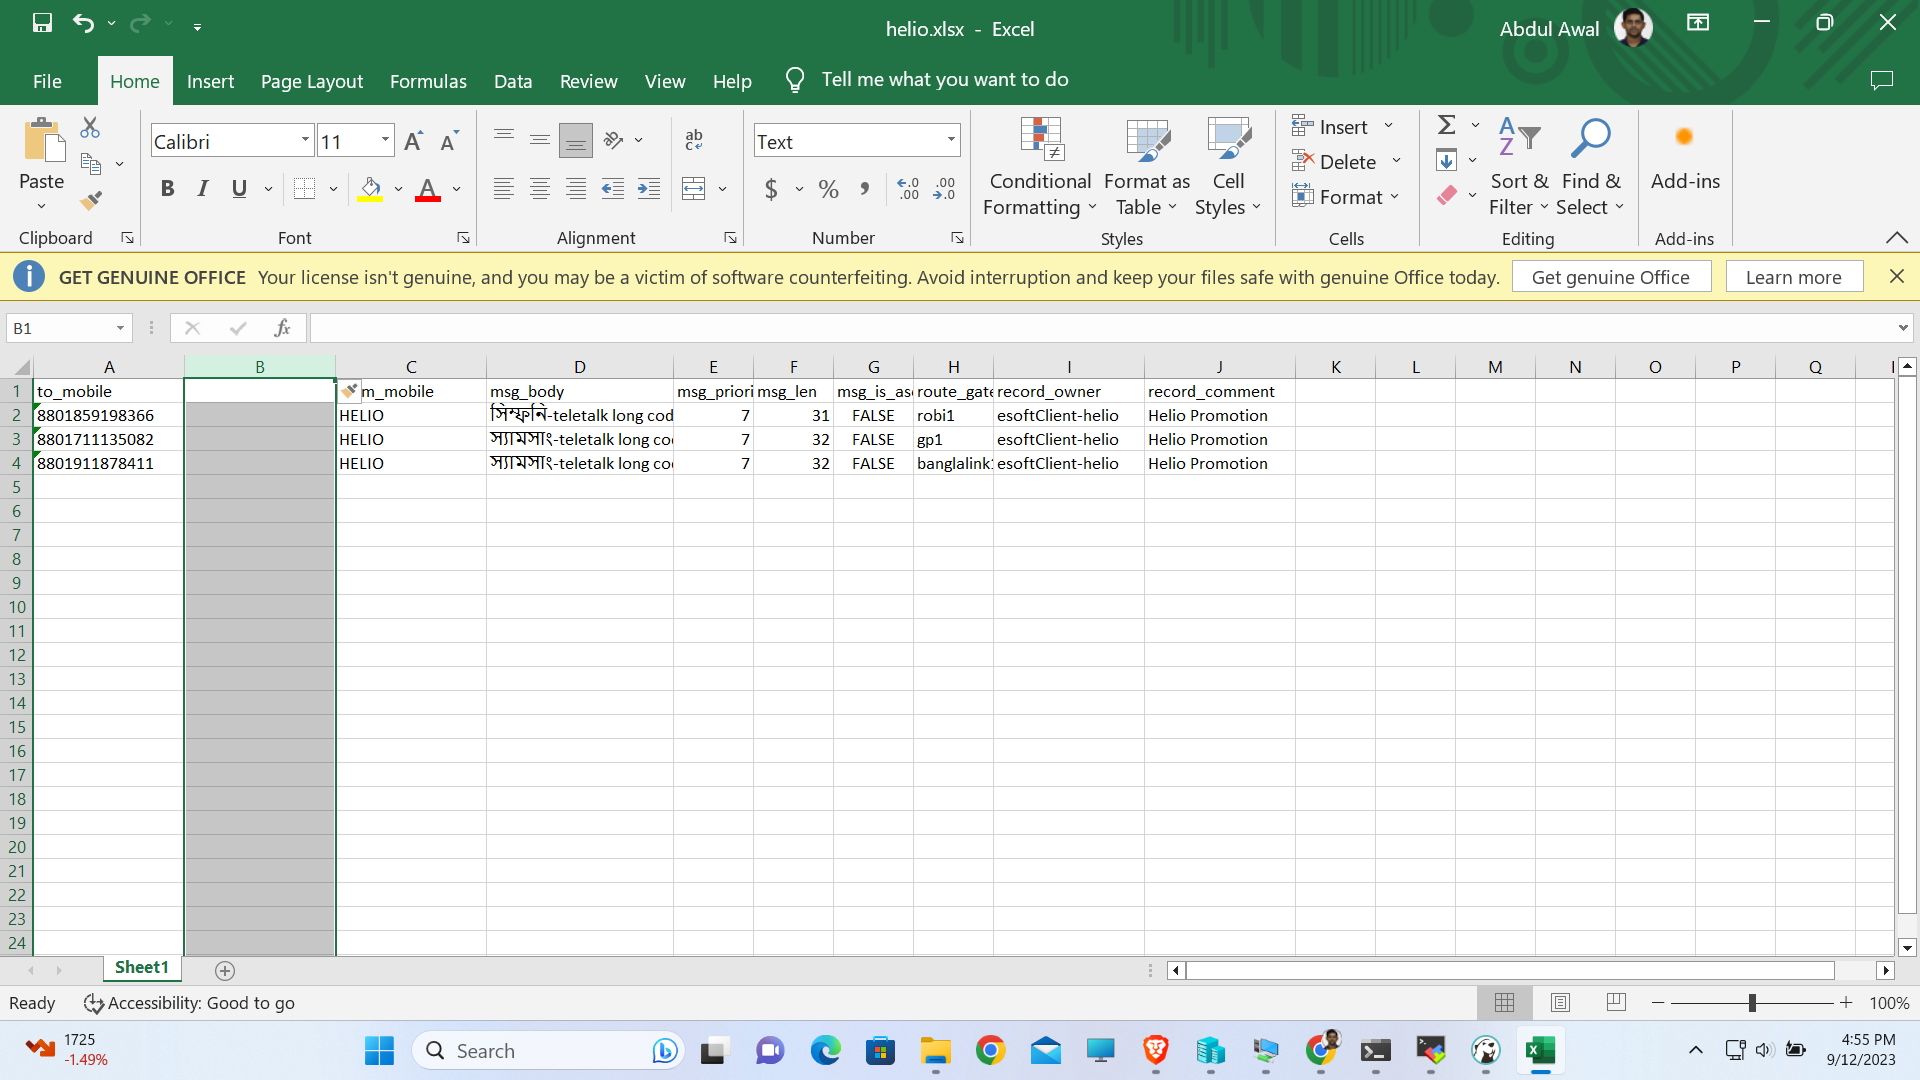 helio.xlsx - Excel
Abdul Awal
File Home Insert Page Layout Formulas Data Review View Help Tell me what you want to do
Paste
Clipboard
Calibri 11
B I U
Font
Alignment
Text
Number
Conditional Formatting
Format as Table
Cell Styles
Styles
Insert
Delete
Format
Cells
Sort & Filter
Find & Select
Editing
Add-ins
Add-ins
GET GENUINE OFFICE Your license isn't genuine, and you may be a victim of software counterfeiting. Avoid interruption and keep your files safe with genuine Office today. Get genuine Office Learn more
B1 fx
A B C D E F G H I J K L M N O P Q
1 to_mobile m_mobile msg_body msg_priori msg_len msg_is_as route_gate record_owner record_comment
2 8801859198366 HELIO সিম্ফনি-teletalk long cod 7 31 FALSE robi1 esoftClient-helio Helio Promotion
3 8801711135082 HELIO স্যামসাং-teletalk long co 7 32 FALSE gp1 esoftClient-helio Helio Promotion
4 8801911878411 HELIO স্যামসাং-teletalk long co 7 32 FALSE banglalink esoftClient-helio Helio Promotion
5
6
7
8
9
10
11
12
13
14
15
16
17
18
19
20
21
22
23
24
Sheet1
Ready Accessibility: Good to go 100%
1725
-1.49%
Search
4:55 PM
9/12/2023